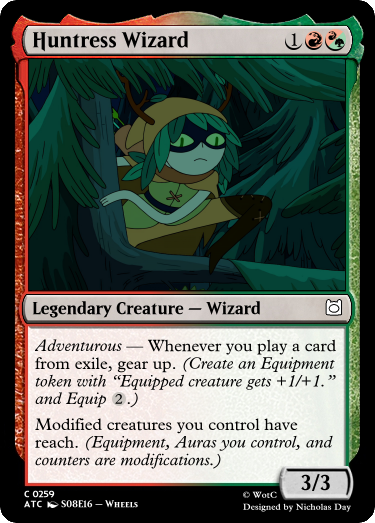 Huntress Wizard 1
Legendary Creature — Wizard
Adventurous — Whenever you play a card
from exile, gear up. (Create an Equipment
token with “Equipped creature gets +1/+1.”
and Equip 2.)
Modified creatures you control have
reach. (Equipment, Auras you control, and
counters are modifications.)
3/3
C 0259
ATC S08E16 — Wheels
© WotC
Designed by Nicholas Day